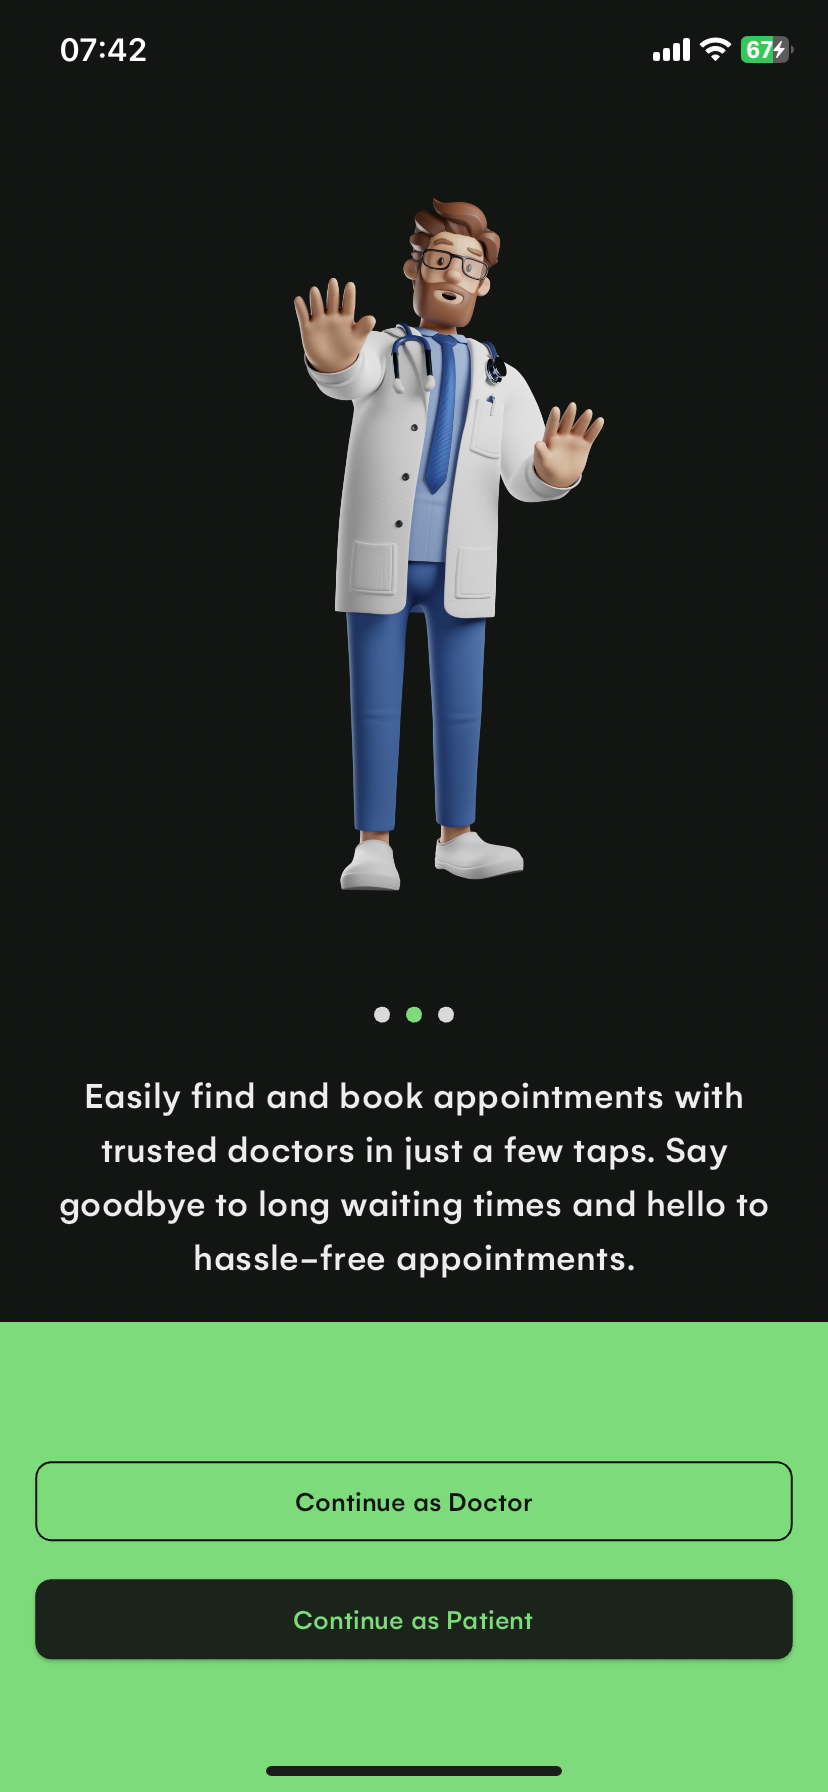 07:42
67
Easily find and book appointments with
trusted doctors in just a few taps. Say
goodbye to long waiting times and hello to
hassle-free appointments.
Continue as Doctor
Continue as Patient